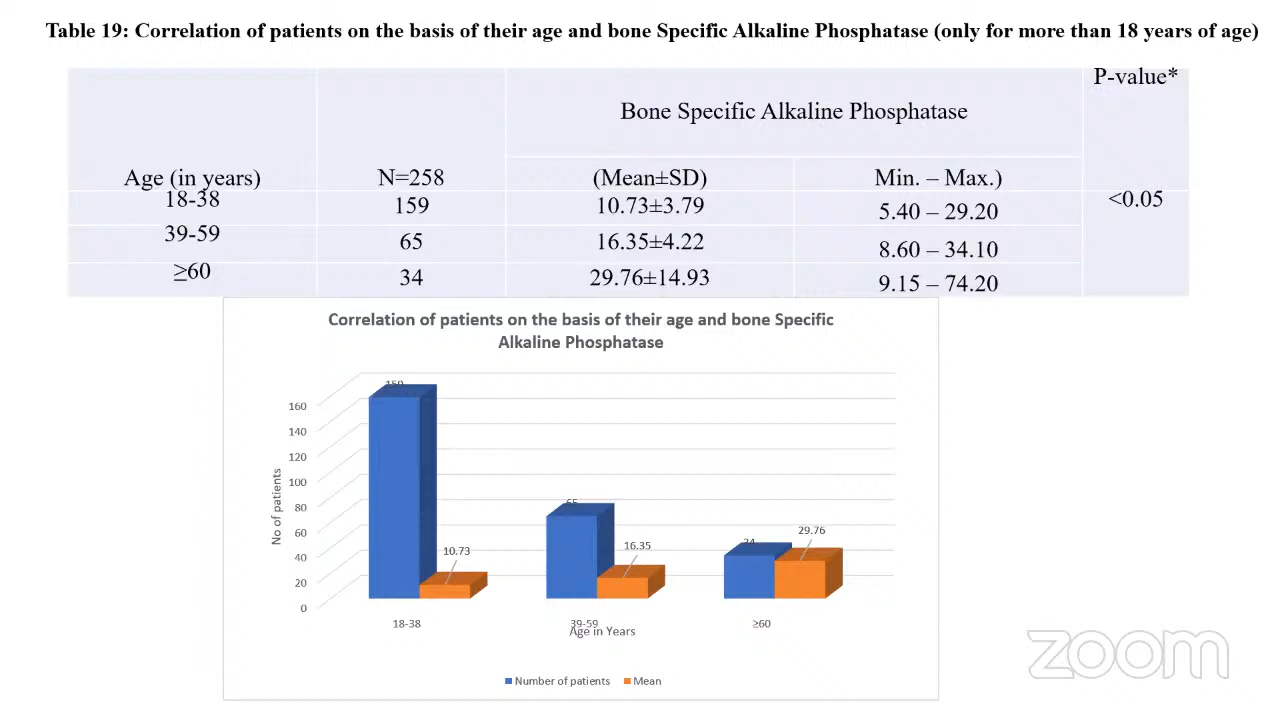 Table 19: Correlation of patients on the basis of their age and bone Specific Alkaline Phosphatase (only for more than 18 years of age)
P-value*
Bone Specific Alkaline Phosphatase
Age (in years) N=258 (Mean±SD) Min. – Max.)
18-38 159 10.73±3.79 5.40 – 29.20 <0.05
39-59 65 16.35±4.22 8.60 – 34.10
≥60 34 29.76±14.93 9.15 – 74.20
Correlation of patients on the basis of their age and bone Specific
Alkaline Phosphatase
No of patients
160
140
120
100
80
60
40
20
0
159
10.73
65
16.35
34
29.76
18-38 39-59 ≥60
Age in Years
Number of patients Mean
zoom